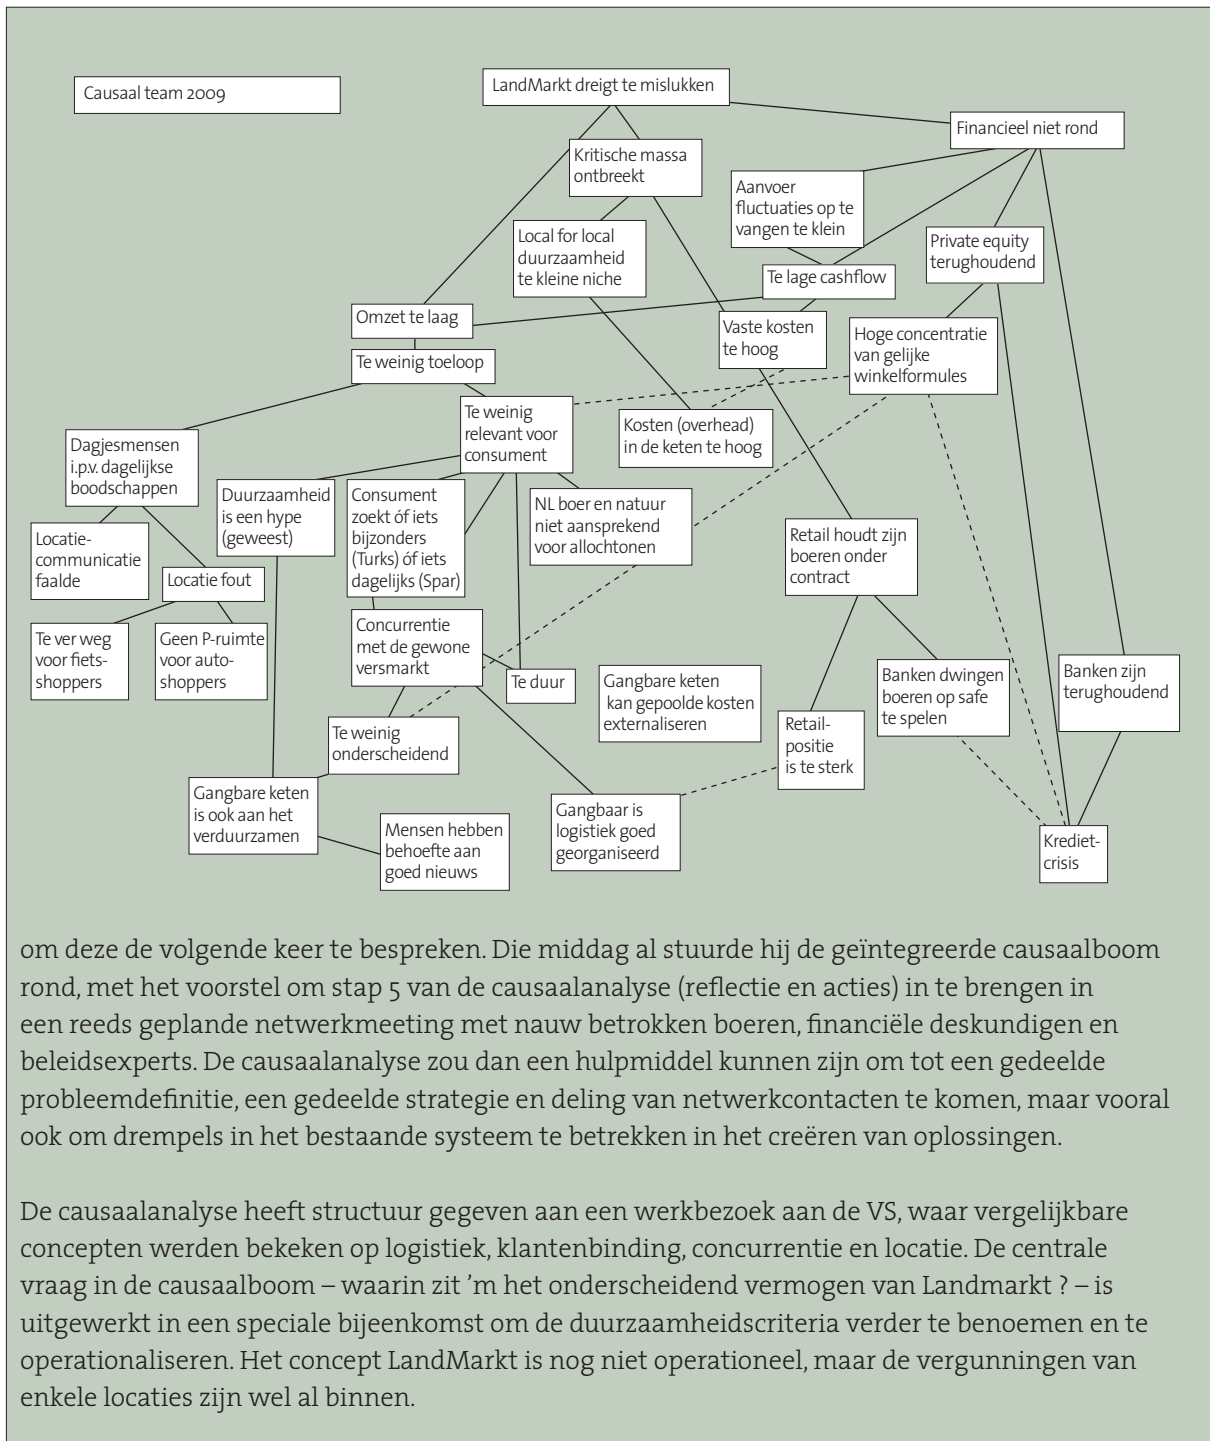 Causaal team 2009
LandMarkt dreigt te mislukken
Financieel niet rond
Kritische massa
ontbreekt
Aanvoer
fluctuaties op te
vangen te klein
Local for local
duurzaamheid
te kleine niche
Private equity
terughoudend
Te lage cashflow
Omzet te laag
Vaste kosten
te hoog
Hoge concentratie
van gelijke
winkelformules
Te weinig toeloop
Te weinig
relevant voor
consument
Kosten (overhead)
in de keten te hoog
Dagjesmensen
i.p.v. dagelijkse
boodschappen
Duurzaamheid
is een hype
(geweest)
Consument
zoekt óf iets
bijzonders
(Turks) óf iets
dagelijks (Spar)
NL boer en natuur
niet aansprekend
voor allochtonen
Retail houdt zijn
boeren onder
contract
Locatie-
communicatie
faalde
Locatie fout
Te ver weg
voor fiets-
shoppers
Geen P-ruimte
voor auto-
shoppers
Concurrentie
met de gewone
versmarkt
Te duur
Gangbare keten
kan gepoolde kosten
externaliseren
Banken dwingen
boeren op safe
te spelen
Banken zijn
terughoudend
Te weinig
onderscheidend
Retail-
positie
is te sterk
Gangbare keten
is ook aan het
verduurzamen
Mensen hebben
behoefte aan
goed nieuws
Gangbaar is
logistiek goed
georganiseerd
Krediet-
crisis
om deze de volgende keer te bespreken. Die middag al stuurde hij de geïntegreerde causaalboom
rond, met het voorstel om stap 5 van de causaalanalyse (reflectie en acties) in te brengen in
een reeds geplande netwerkmeeting met nauw betrokken boeren, financiële deskundigen en
beleidsexperts. De causaalanalyse zou dan een hulpmiddel kunnen zijn om tot een gedeelde
probleemdefinitie, een gedeelde strategie en deling van netwerkcontacten te komen, maar vooral
ook om drempels in het bestaande systeem te betrekken in het creëren van oplossingen.
De causaalanalyse heeft structuur gegeven aan een werkbezoek aan de VS, waar vergelijkbare
concepten werden bekeken op logistiek, klantenbinding, concurrentie en locatie. De centrale
vraag in de causaalboom – waarin zit ’m het onderscheidend vermogen van Landmarkt ? – is
uitgewerkt in een speciale bijeenkomst om de duurzaamheidscriteria verder te benoemen en te
operationaliseren. Het concept LandMarkt is nog niet operationeel, maar de vergunningen van
enkele locaties zijn wel al binnen.